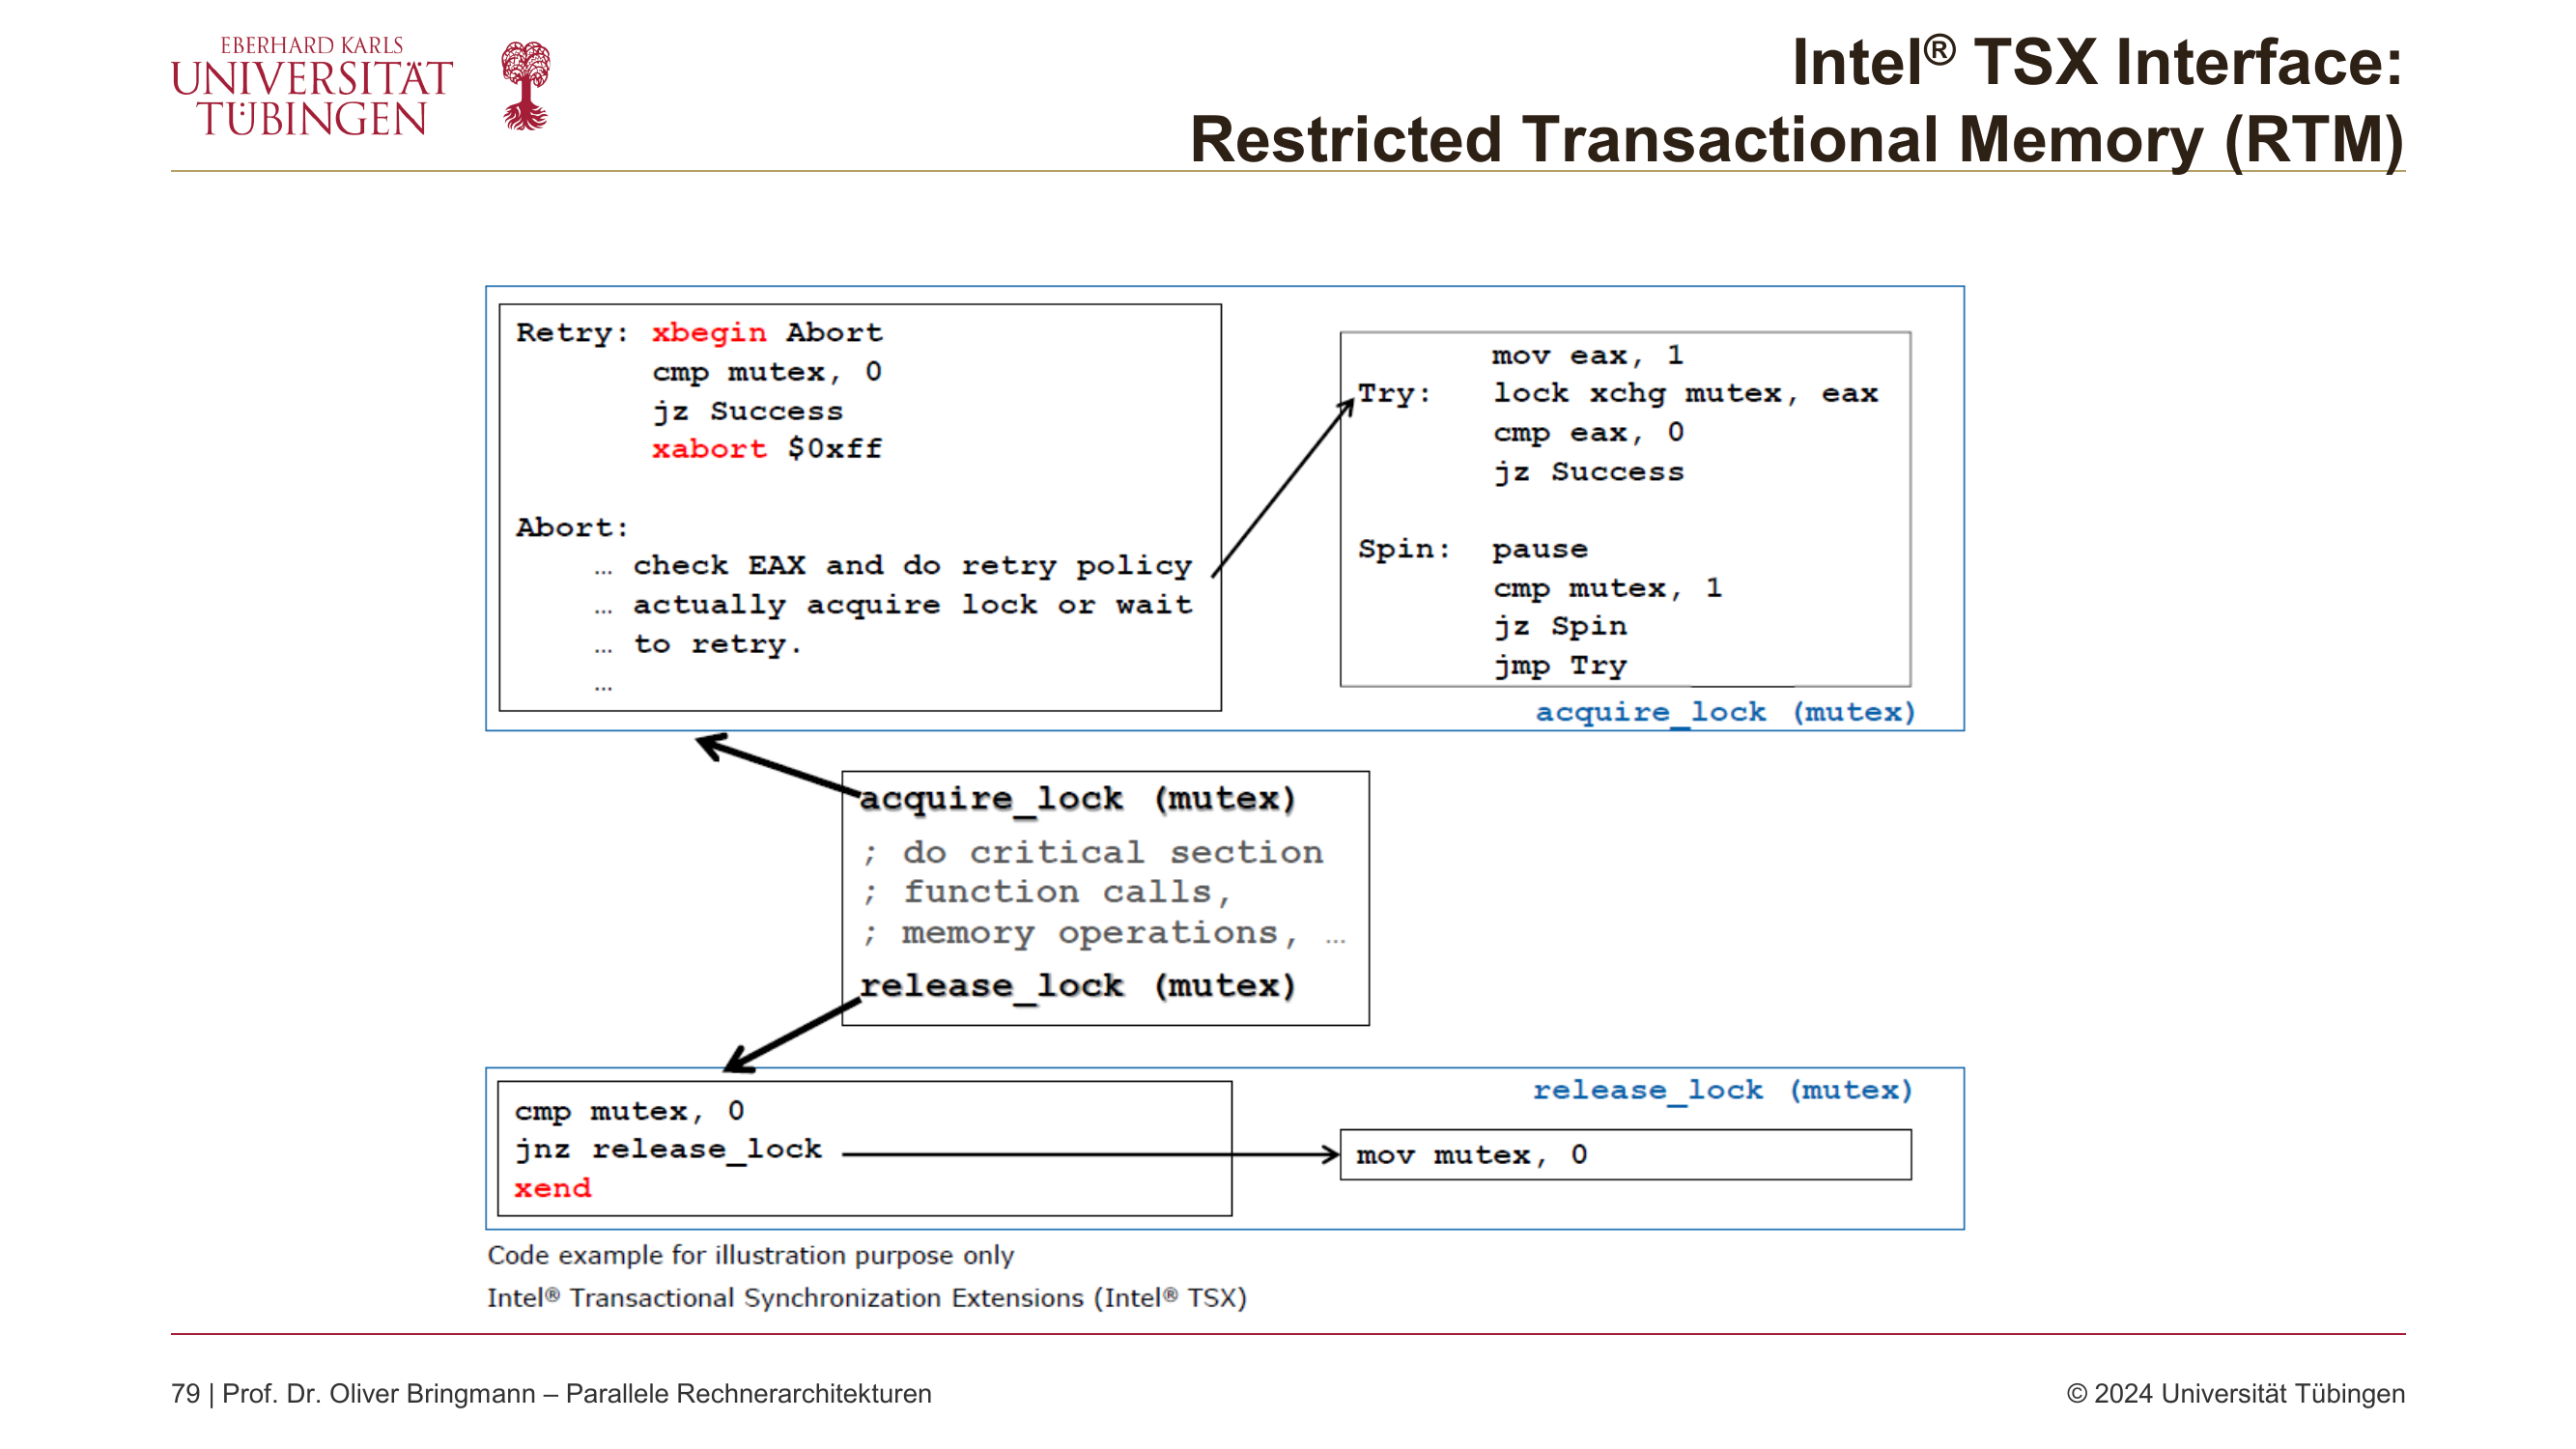 EBERHARD KARLS
UNIVERSITÄT
TÜBINGEN
Intel® TSX Interface:
Restricted Transactional Memory (RTM)
Retry: xbegin Abort
cmp mutex, 0
jz Success
xabort $0xff
Abort:
… check EAX and do retry policy
… actually acquire lock or wait
… to retry.
…
mov eax, 1
Try: lock xchg mutex, eax
cmp eax, 0
jz Success
Spin: pause
cmp mutex, 1
jz Spin
jmp Try
acquire_lock (mutex)
acquire_lock (mutex)
; do critical section
; function calls,
; memory operations, …
release_lock (mutex)
release_lock (mutex)
cmp mutex, 0
jnz release_lock
xend
mov mutex, 0
Code example for illustration purpose only
Intel® Transactional Synchronization Extensions (Intel® TSX)
79 | Prof. Dr. Oliver Bringmann – Parallele Rechnerarchitekturen
© 2024 Universität Tübingen